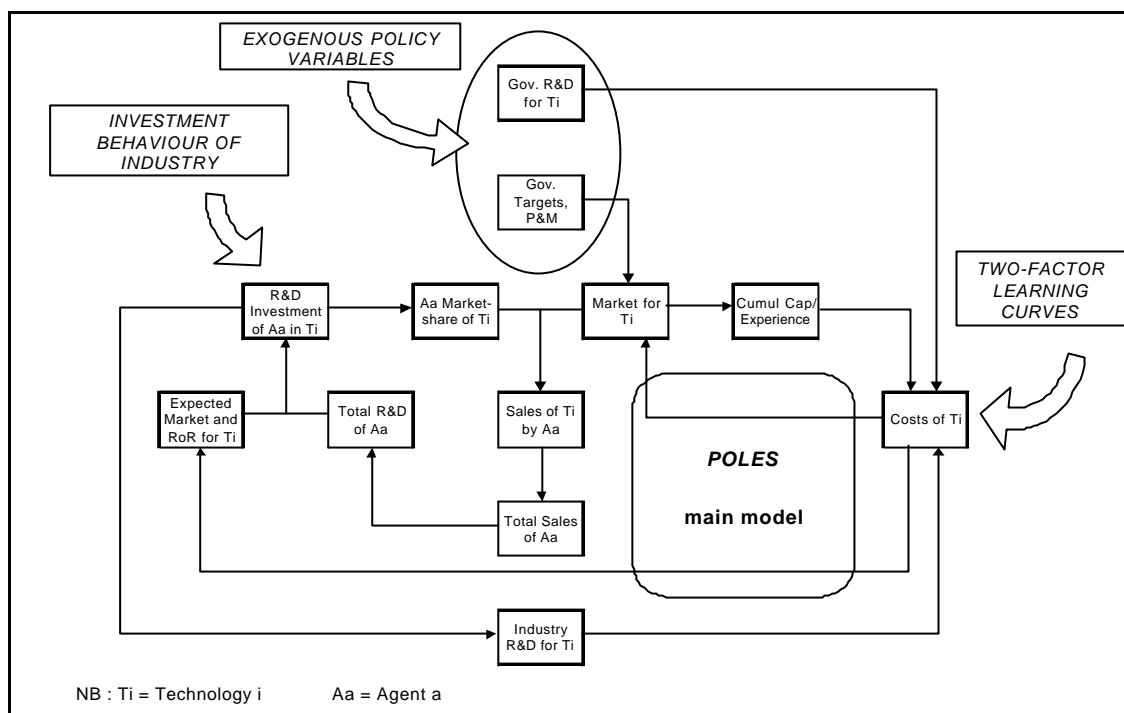 EXOGENOUS POLICY
VARIABLES
Gov. R&D
for Ti
INVESTMENT
BEHAVIOUR OF
INDUSTRY
Gov.
Targets,
P&M
TWO-FACTOR
LEARNING
CURVES
R&D
Investment
of Aa in Ti
Aa Market-
share of Ti
Market for
Ti
Cumul Cap/
Experience
Expected
Market and
RoR for Ti
Total R&D
of Aa
Sales of Ti
by Aa
Costs of Ti
POLES
main model
Total Sales
of Aa
Industry
R&D for Ti
NB : Ti = Technology i Aa = Agent a